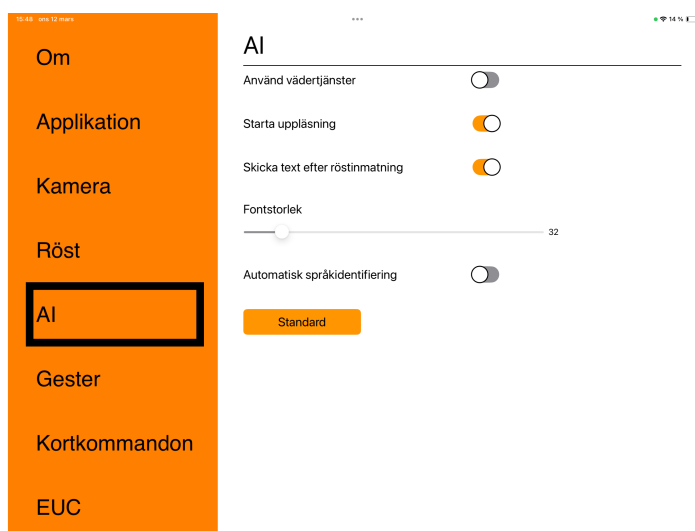 15:48 ons 12 mars
14 %
Om
Applikation
Kamera
Röst
AI
Gester
Kortkommandon
EUC
AI
Använd vädertjänster
Starta uppläsning
Skicka text efter röstinmatning
Fontstorlek
32
Automatisk språkidentifiering
Standard